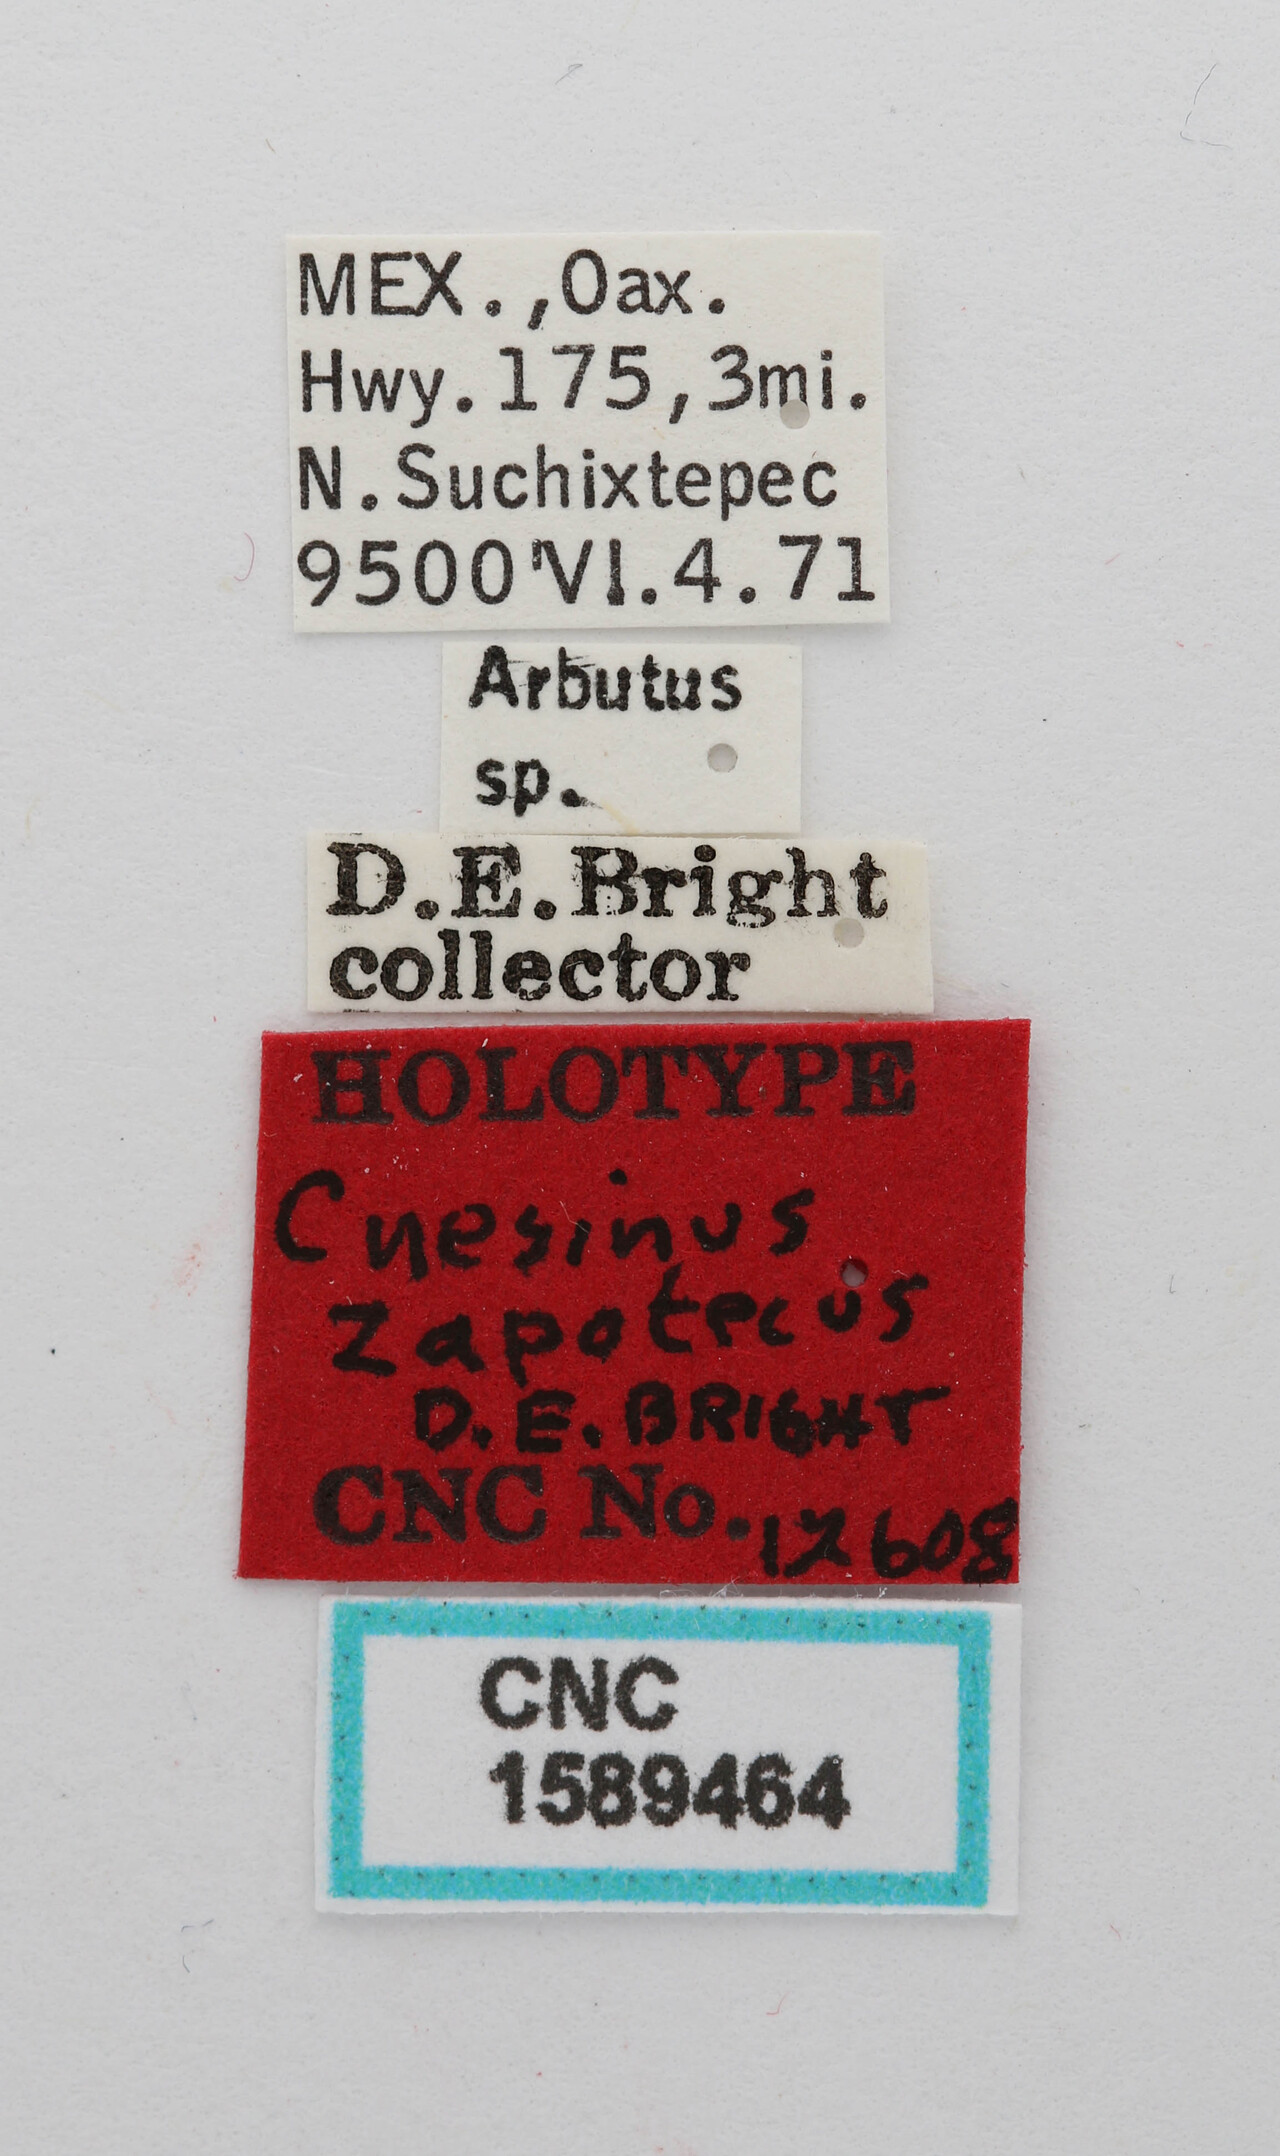 MEX.,Oax.
Hwy.175,3mi.
N.Suchixtepec
9500'VI.4.71
Arbutus
sp.
D.E.Bright
collector
HOLOTYPE
Cnesinus
zapotecus
D.E.BRIGHT
CNC No. 12608
CNC
1589464